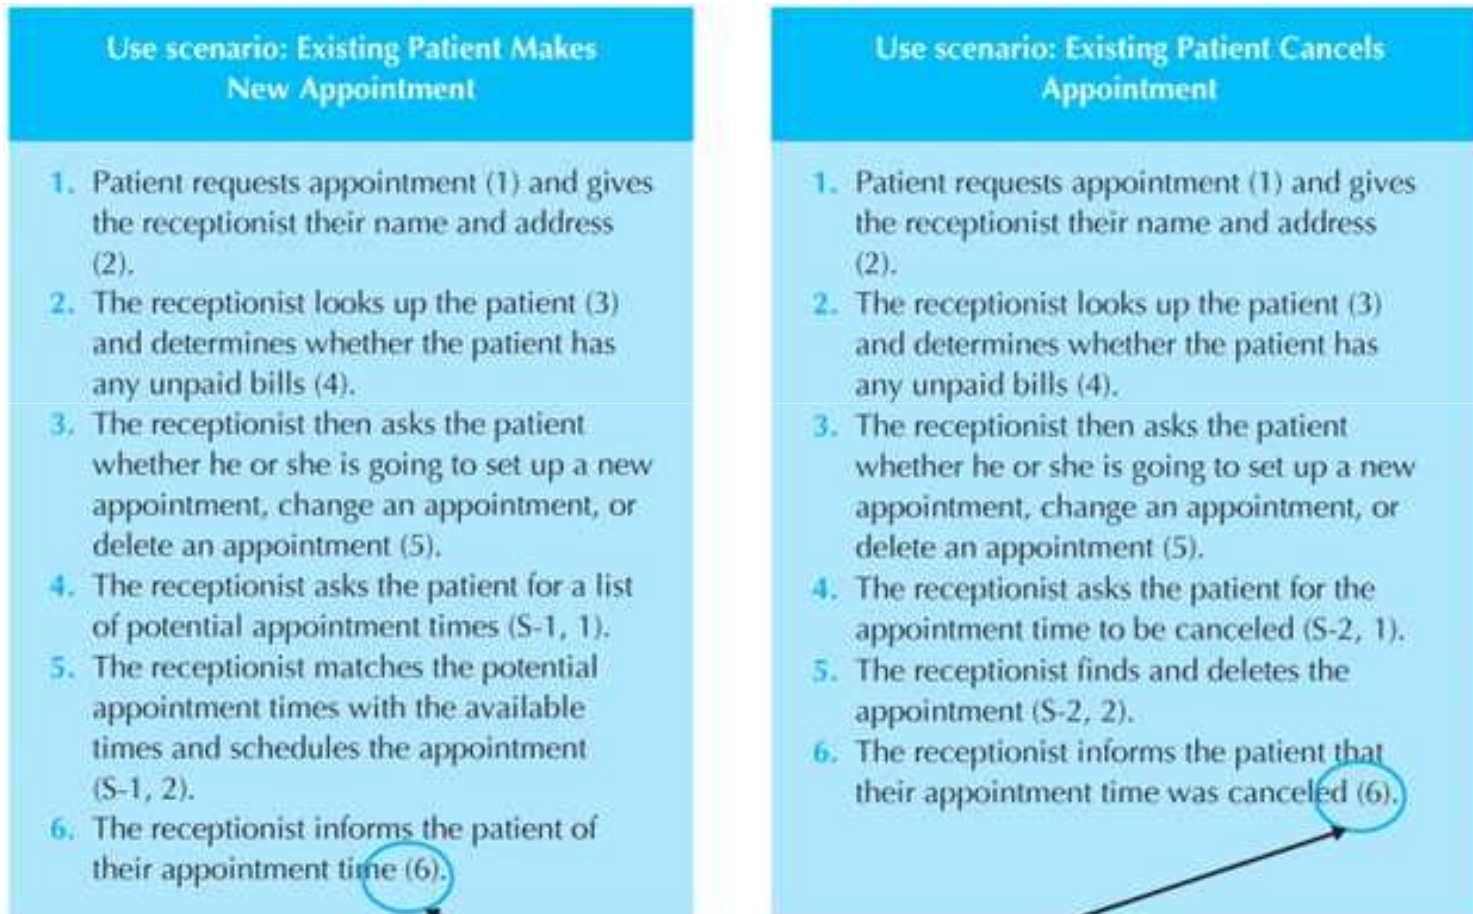 Use scenario: Existing Patient Makes
New Appointment
1. Patient requests appointment (1) and gives
the receptionist their name and address
(2).
2. The receptionist looks up the patient (3)
and determines whether the patient has
any unpaid bills (4).
3. The receptionist then asks the patient
whether he or she is going to set up a new
appointment, change an appointment, or
delete an appointment (5).
4. The receptionist asks the patient for a list
of potential appointment times (S-1, 1).
5. The receptionist matches the potential
appointment times with the available
times and schedules the appointment
(S-1, 2).
6. The receptionist informs the patient of
their appointment time (6).
Use scenario: Existing Patient Cancels
Appointment
1. Patient requests appointment (1) and gives
the receptionist their name and address
(2).
2. The receptionist looks up the patient (3)
and determines whether the patient has
any unpaid bills (4).
3. The receptionist then asks the patient
whether he or she is going to set up a new
appointment, change an appointment, or
delete an appointment (5).
4. The receptionist asks the patient for the
appointment time to be canceled (S-2, 1).
5. The receptionist finds and deletes the
appointment (S-2, 2).
6. The receptionist informs the patient that
their appointment time was canceled (6).